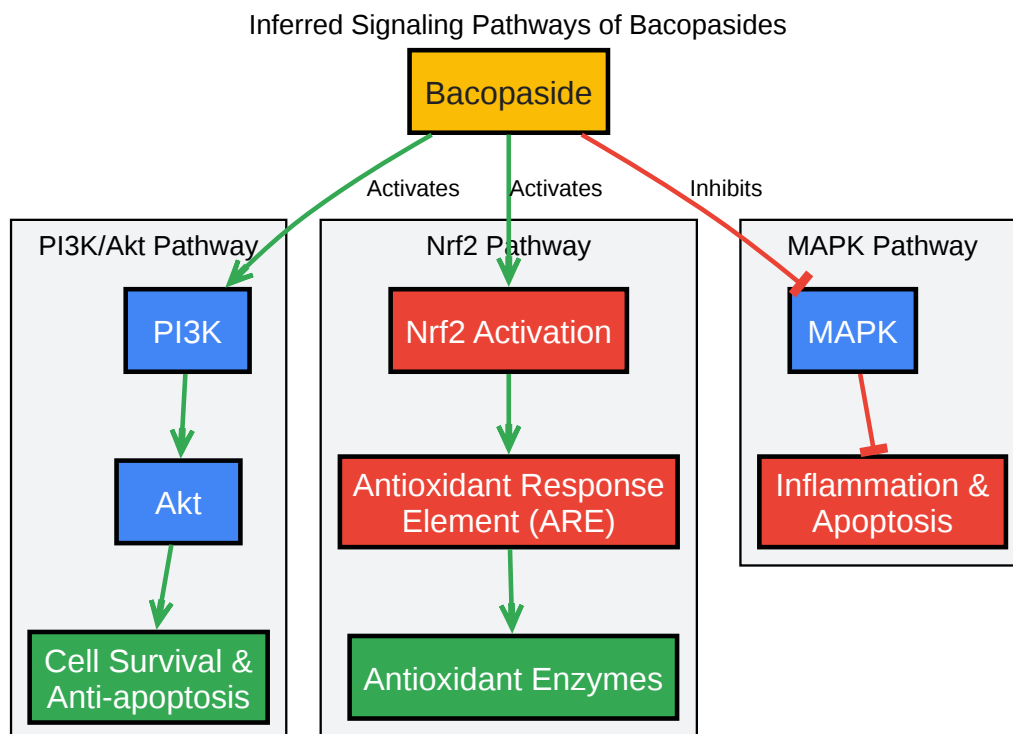 Inferred Signaling Pathways of Bacopasides
Bacopaside
Activates
Activates
Inhibits
PI3K/Akt Pathway
PI3K
Akt
Cell Survival &
Anti-apoptosis
Nrf2 Pathway
Nrf2 Activation
Antioxidant Response
Element (ARE)
Antioxidant Enzymes
MAPK Pathway
MAPK
Inflammation &
Apoptosis